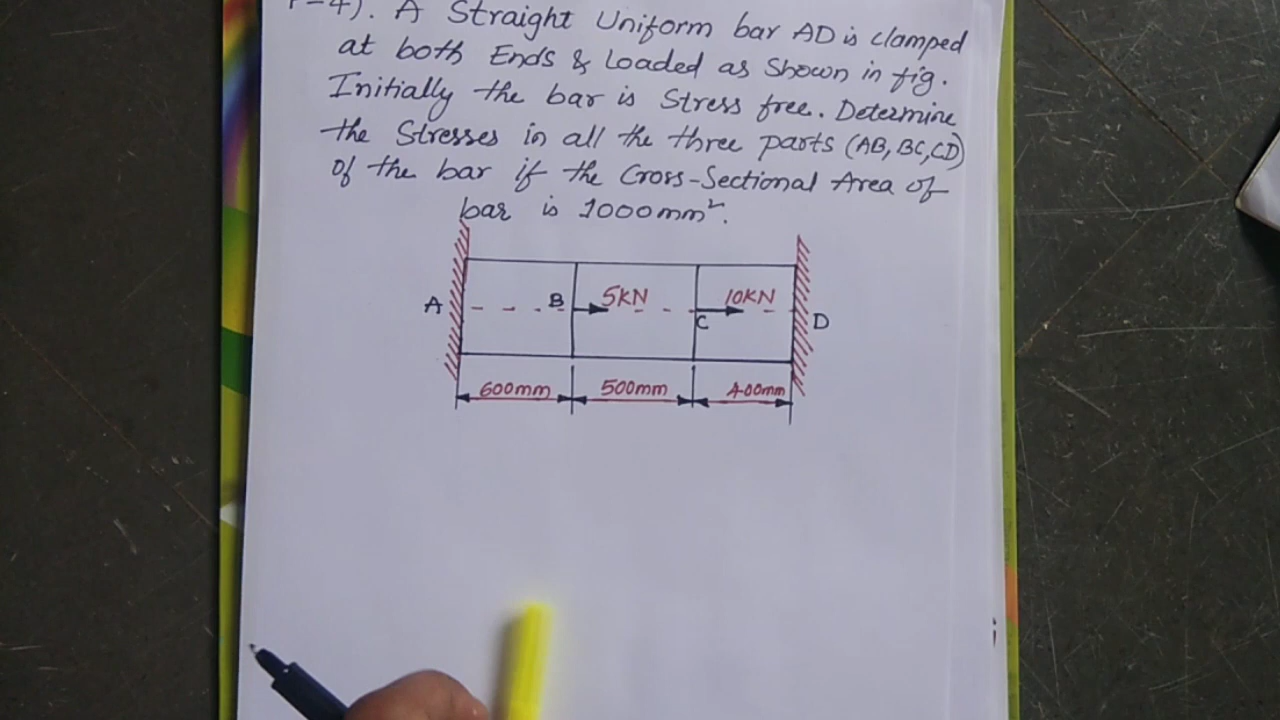 P-4). A Straight Uniform bar AD is clamped
at both Ends & Loaded as Shown in fig.
Initially the bar is Stress free. Determine
the Stresses in all the three parts (AB, BC, CD)
of the bar if the Cross-Sectional Area of
bar is 1000mm².
A B 5KN C 10KN D
600mm 500mm 400mm